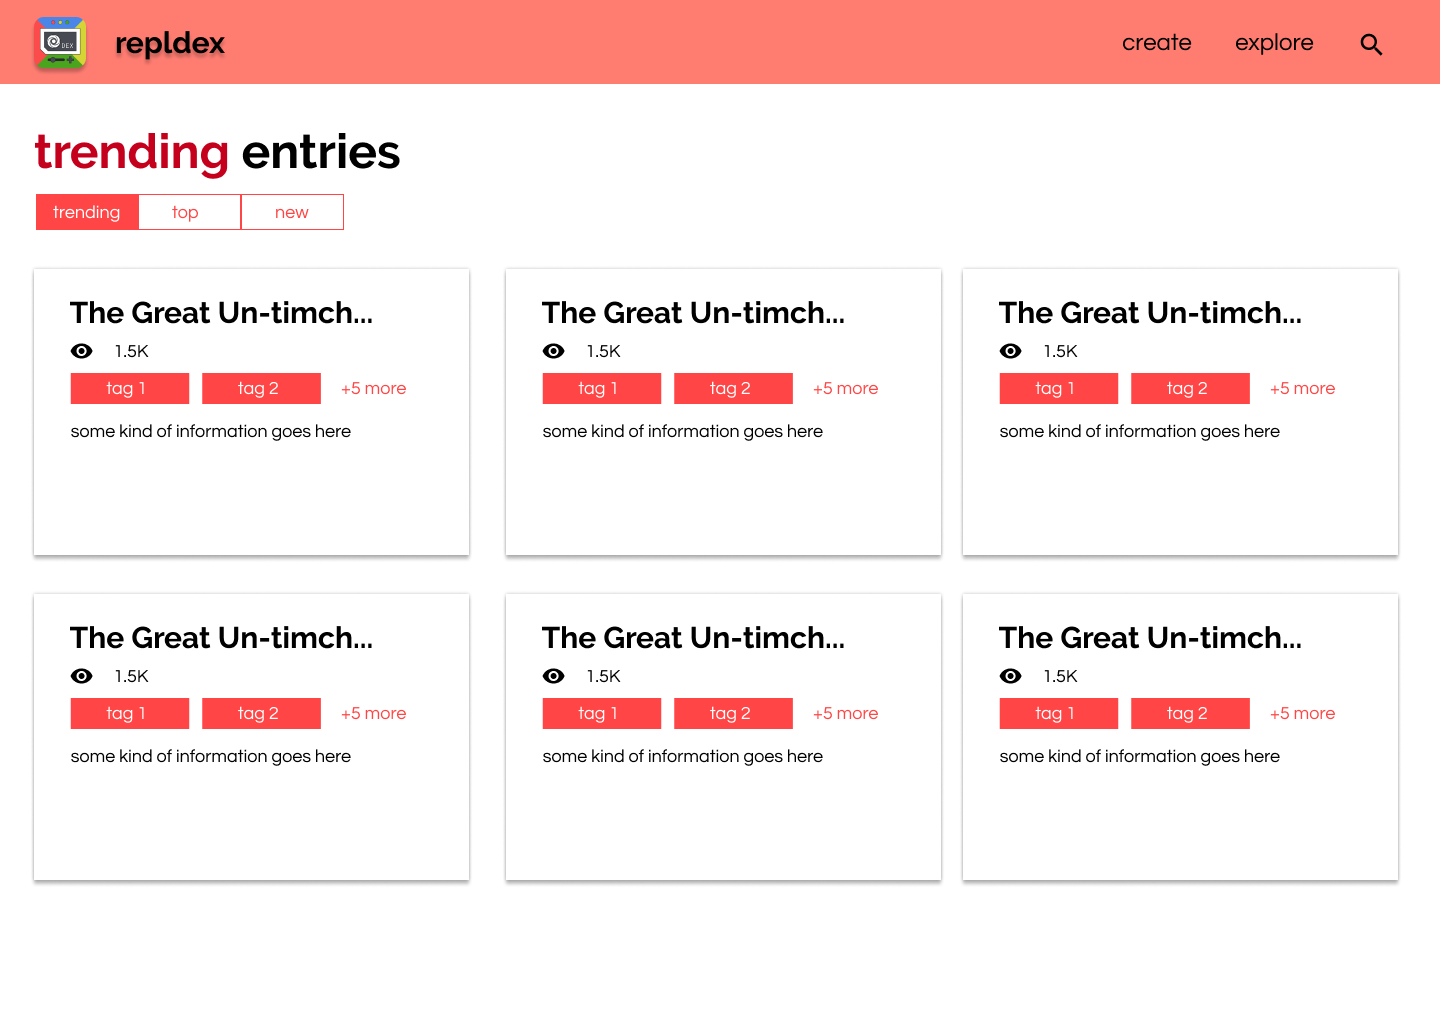 DEX
repldex
create explore
trending entries
trending top new
The Great Un-timch...
1.5K
tag 1 tag 2 +5 more
some kind of information goes here
The Great Un-timch...
1.5K
tag 1 tag 2 +5 more
some kind of information goes here
The Great Un-timch...
1.5K
tag 1 tag 2 +5 more
some kind of information goes here
The Great Un-timch...
1.5K
tag 1 tag 2 +5 more
some kind of information goes here
The Great Un-timch...
1.5K
tag 1 tag 2 +5 more
some kind of information goes here
The Great Un-timch...
1.5K
tag 1 tag 2 +5 more
some kind of information goes here